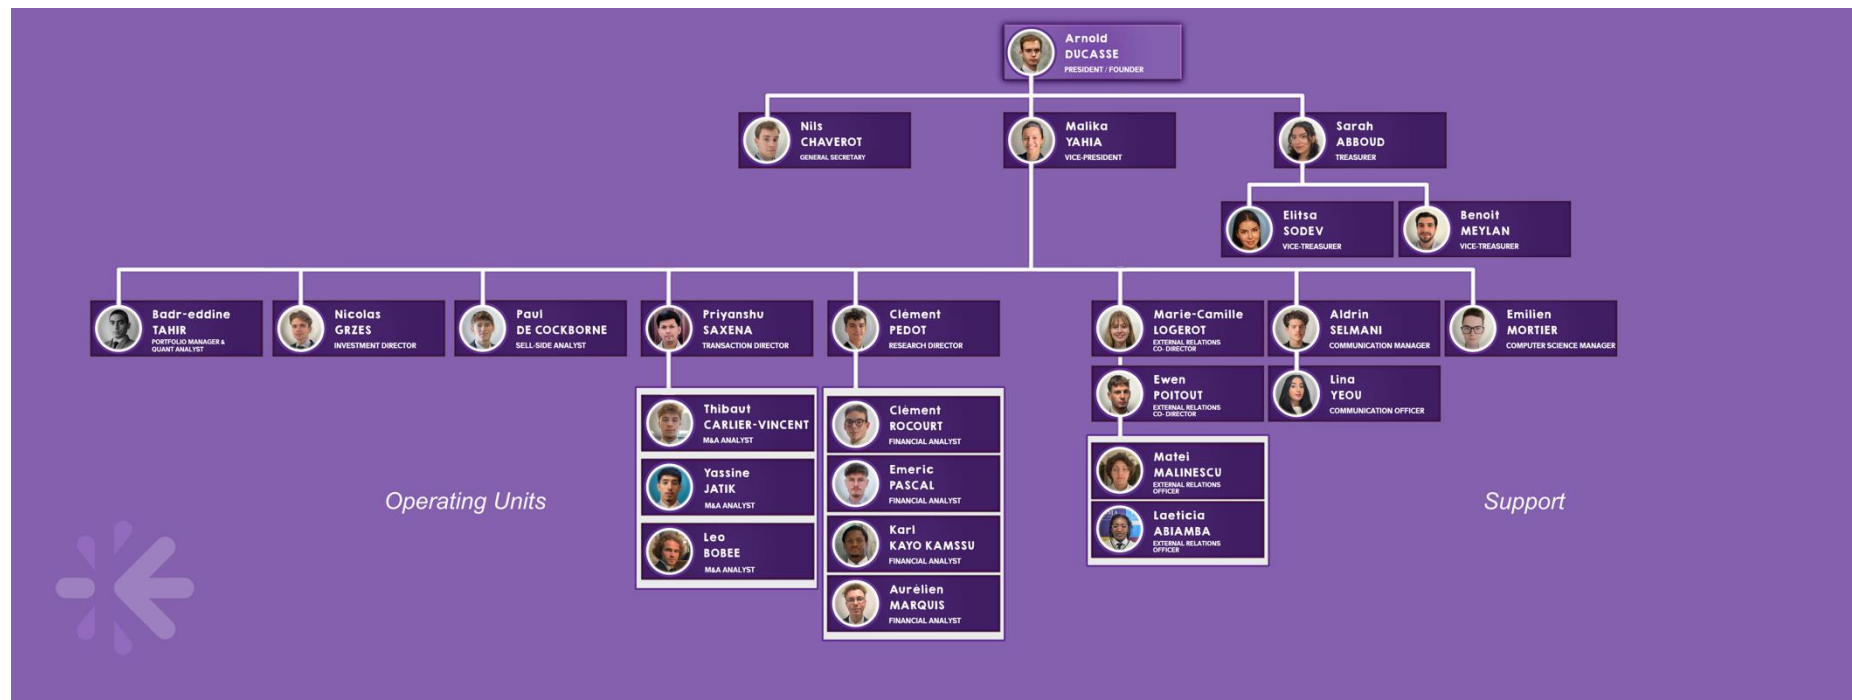 Arnold
DUCASSE
PRESIDENT / FOUNDER
Nils
CHAVEROT
GENERAL SECRETARY
Malika
YAHIA
VICE-PRESIDENT
Sarah
ABBOUD
TREASURER
Elitsa
SODEV
VICE-TREASURER
Benoit
MEYLAN
VICE-TREASURER
Badr-eddine
TAHIR
PORTFOLIO MANAGER &
QUANT ANALYST
Nicolas
GRZES
INVESTMENT DIRECTOR
Paul
DE COCKBORNE
SELL-SIDE ANALYST
Priyanshu
SAXENA
TRANSACTION DIRECTOR
Clément
PEDOT
RESEARCH DIRECTOR
Marie-Camille
LOGEROT
EXTERNAL RELATIONS
CO- DIRECTOR
Aldrin
SELMANI
COMMUNICATION MANAGER
Emilien
MORTIER
COMPUTER SCIENCE MANAGER
Ewen
POITOUT
EXTERNAL RELATIONS
CO- DIRECTOR
Lina
YEOU
COMMUNICATION OFFICER
Thibaut
CARLIER-VINCENT
M&A ANALYST
Yassine
JATIK
M&A ANALYST
Leo
BOBEE
M&A ANALYST
Clément
ROCOURT
FINANCIAL ANALYST
Emeric
PASCAL
FINANCIAL ANALYST
Karl
KAYO KAMSSU
FINANCIAL ANALYST
Aurélien
MARQUIS
FINANCIAL ANALYST
Matei
MALINESCU
EXTERNAL RELATIONS
OFFICER
Laeticia
ABIAMBA
EXTERNAL RELATIONS
OFFICER
Operating Units
Support